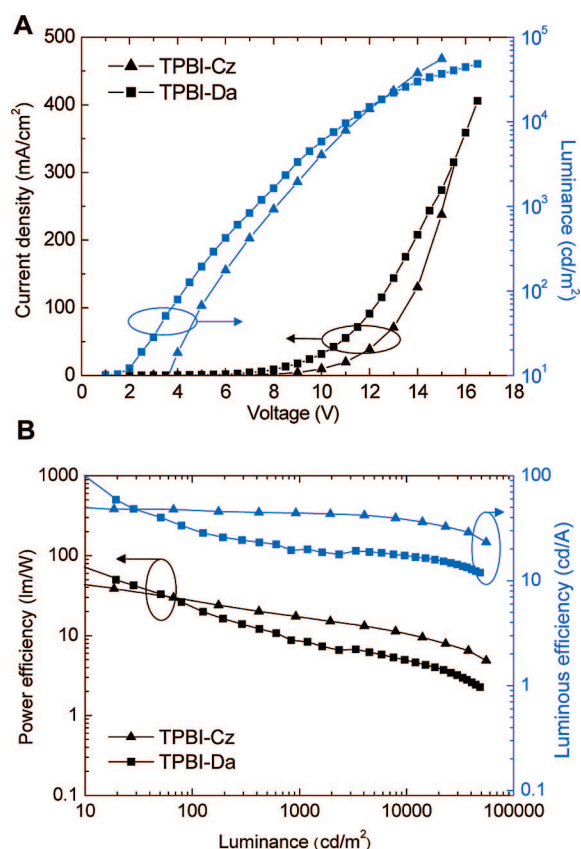 A
500
400
300
200
100
0
Current density (mA/cm²)
TPBI-Cz
TPBI-Da
10⁵
10⁴
10³
10²
10¹
Luminance (cd/m²)
0 2 4 6 8 10 12 14 16 18
Voltage (V)
B
1000
100
10
1
0.1
Power efficiency (lm/W)
TPBI-Cz
TPBI-Da
100
10
1
0.1
Luminous efficiency (cd/A)
10 100 1000 10000 100000
Luminance (cd/m²)